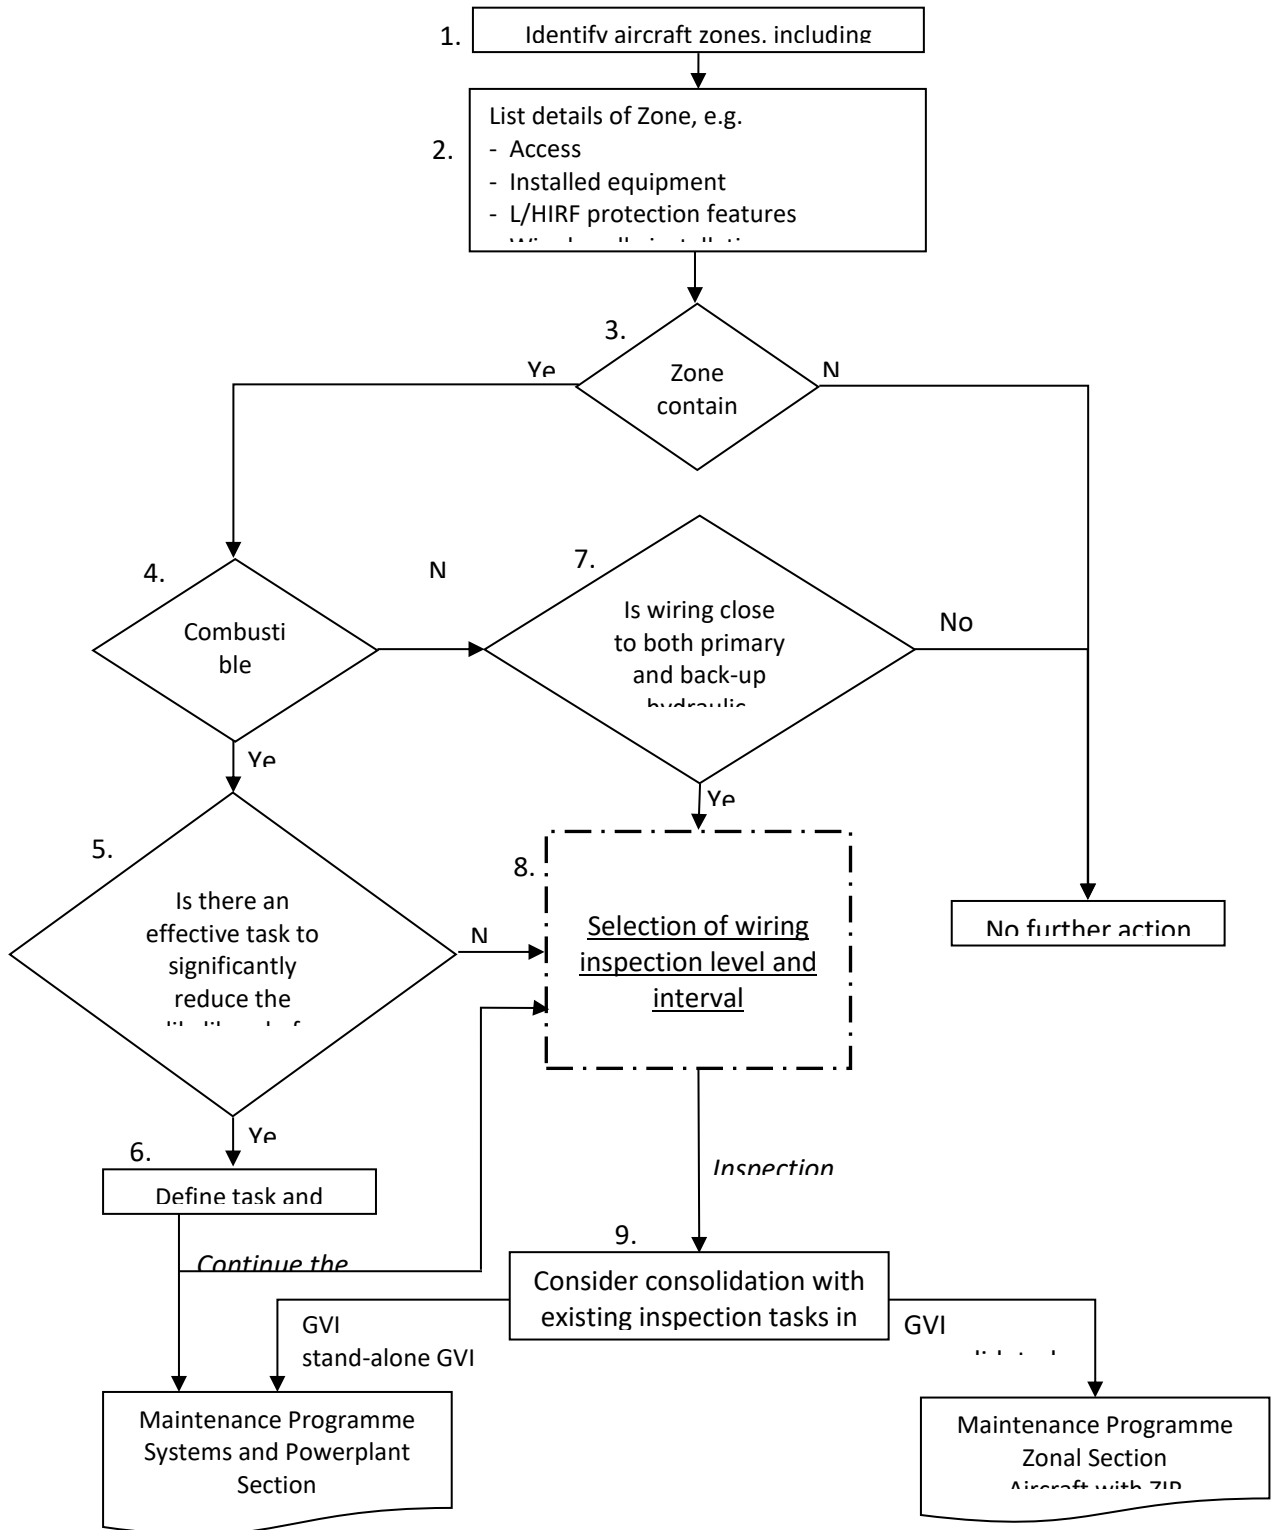 1.
Identify aircraft zones, including
2.
List details of Zone, e.g.
- Access
- Installed equipment
- L/HIRF protection features
3.
Ye
N
Zone
contain
4.
N
7.
Combusti
ble
Is wiring close
to both primary
and back-up
hydraulic
No
Ye
Ye
5.
8.
Is there an
effective task to
significantly
reduce the
N
Selection of wiring
inspection level and
interval
No further action
Ye
6.
Define task and
Inspection
Continue the
9.
Consider consolidation with
existing inspection tasks in
GVI
stand-alone GVI
GVI
Maintenance Programme
Systems and Powerplant
Section
Maintenance Programme
Zonal Section
Aircraft with ZIP